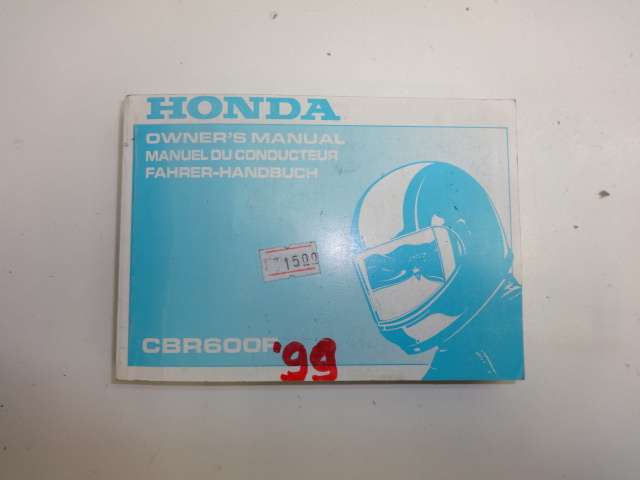 HONDA
OWNER'S MANUAL
MANUEL DU CONDUCTEUR
FAHRER-HANDBUCH
1500
CBR600F
'99